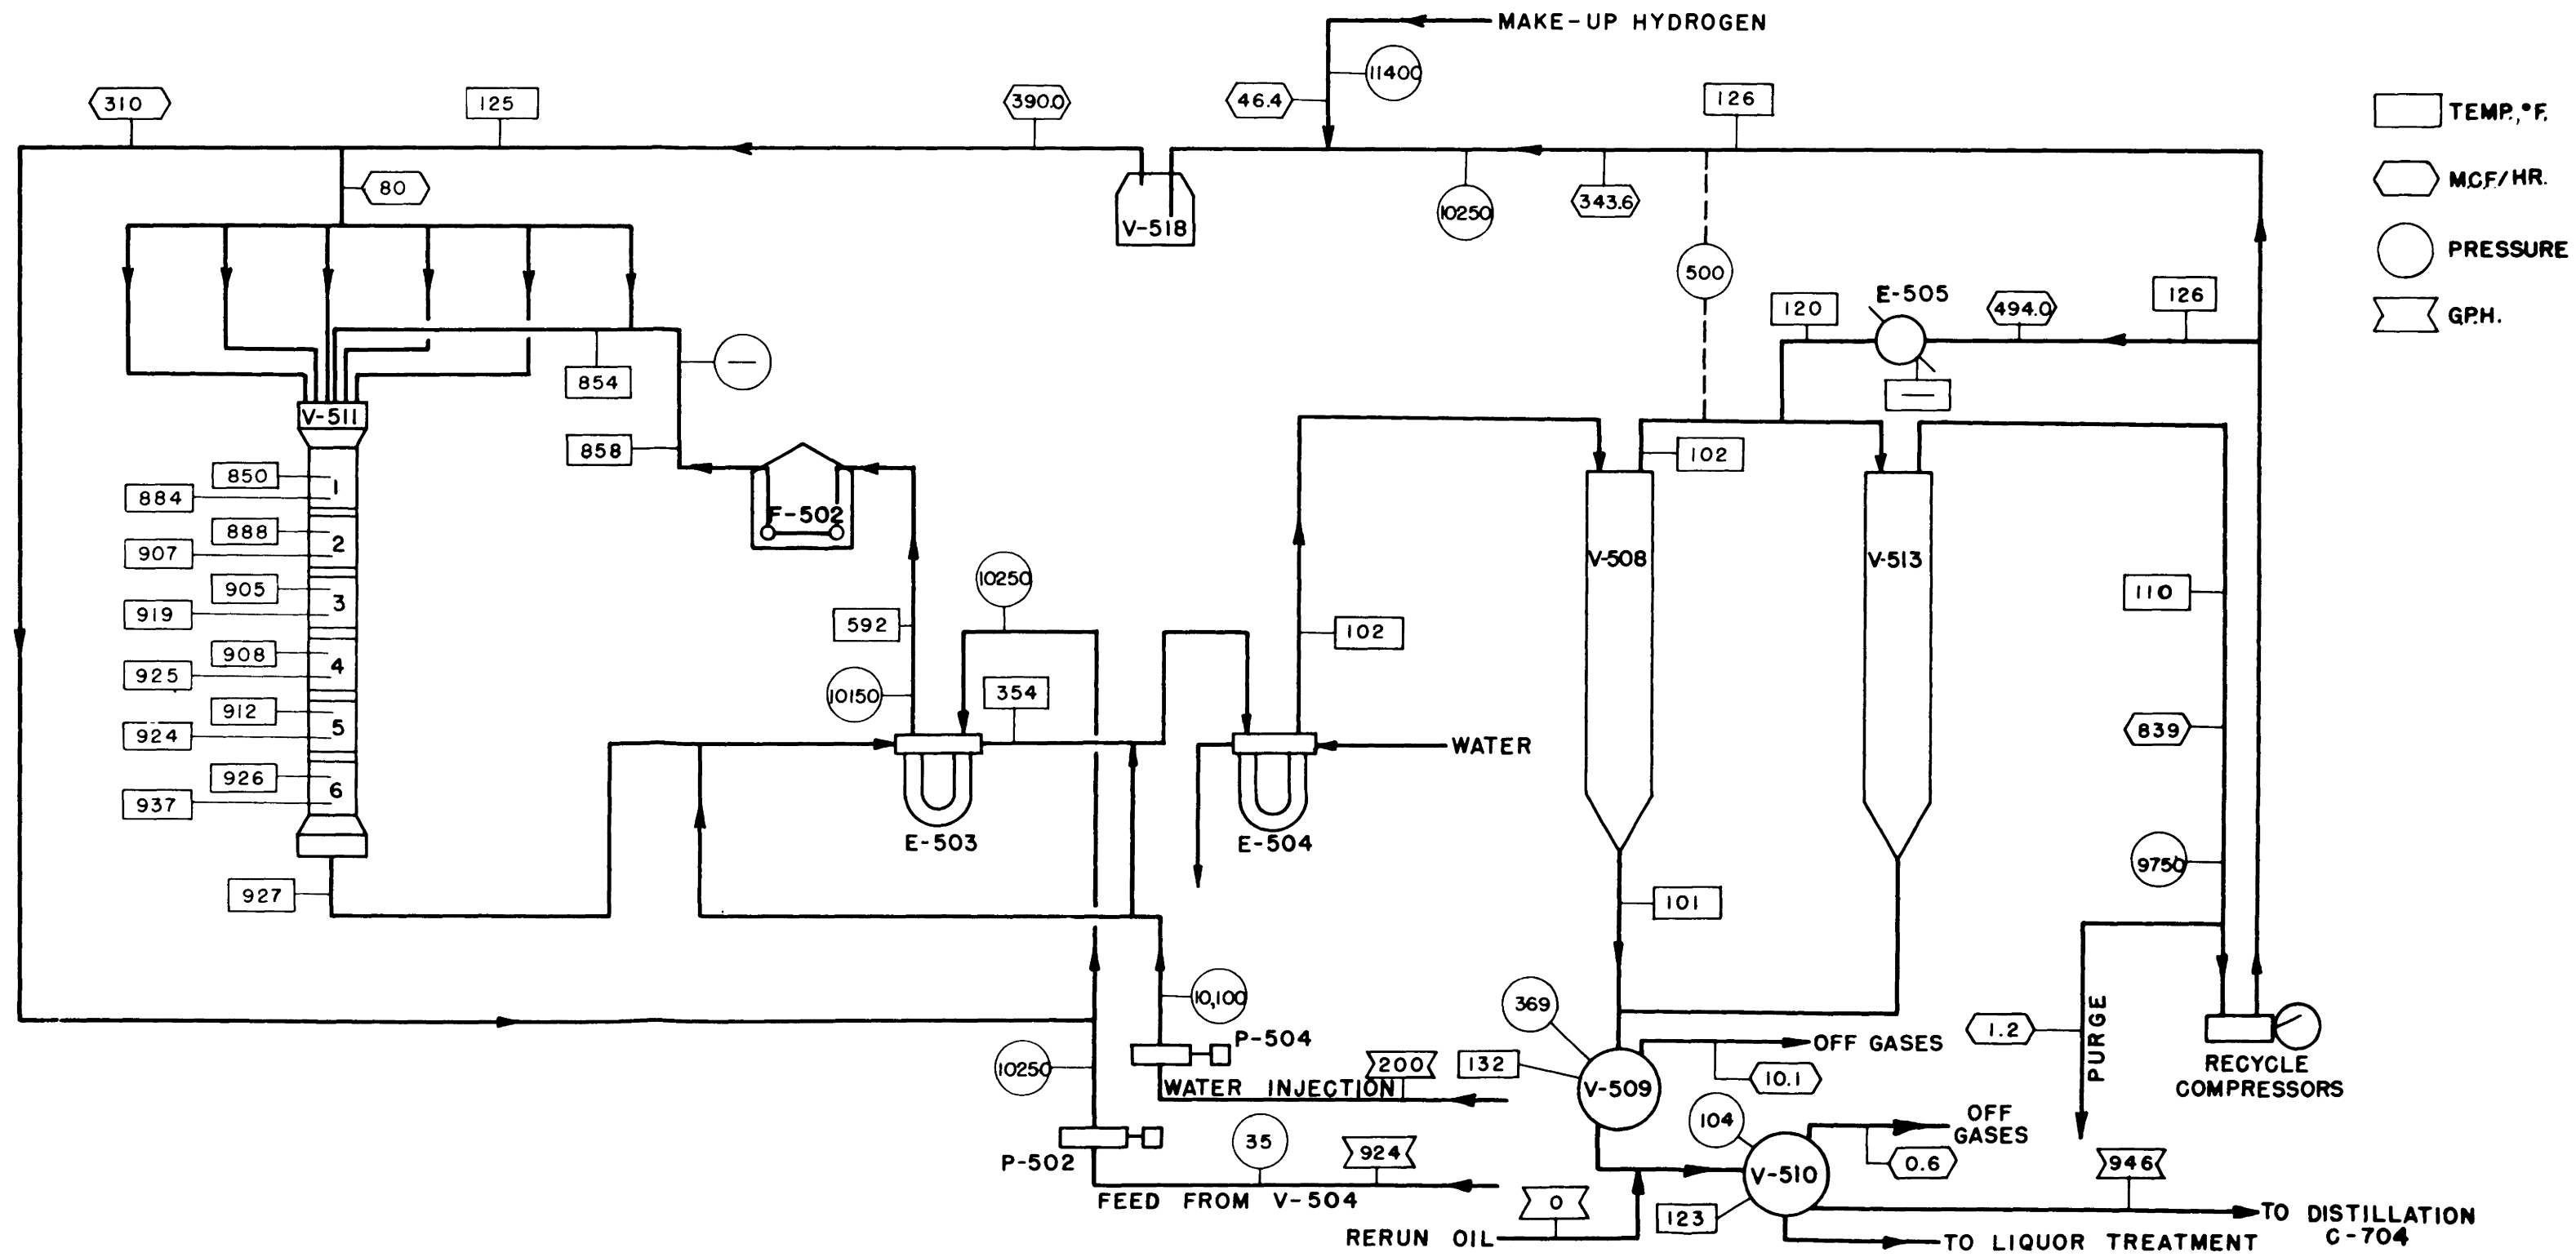 MAKE-UP HYDROGEN
11400
310
125
390.0
46.4
126
TEMP., °F.
80
V-518
10250
343.6
M.C.F./HR.
500
PRESSURE
120
E-505
494.0
126
G.P.H.
854
—
—
V-511
858
102
850
1
884
F-502
888
2
907
V-508
V-513
905
3
919
10250
110
592
102
908
4
925
10150
354
912
5
924
WATER
839
926
6
937
E-503
E-504
9750
927
101
10,100
369
1.2
PURGE
P-504
10250
200
132
V-509
OFF GASES
10.1
RECYCLE
COMPRESSORS
WATER INJECTION
P-502
35
924
104
OFF
GASES
0.6
V-510
946
FEED FROM V-504
0
123
TO DISTILLATION
C-704
RERUN OIL
TO LIQUOR TREATMENT